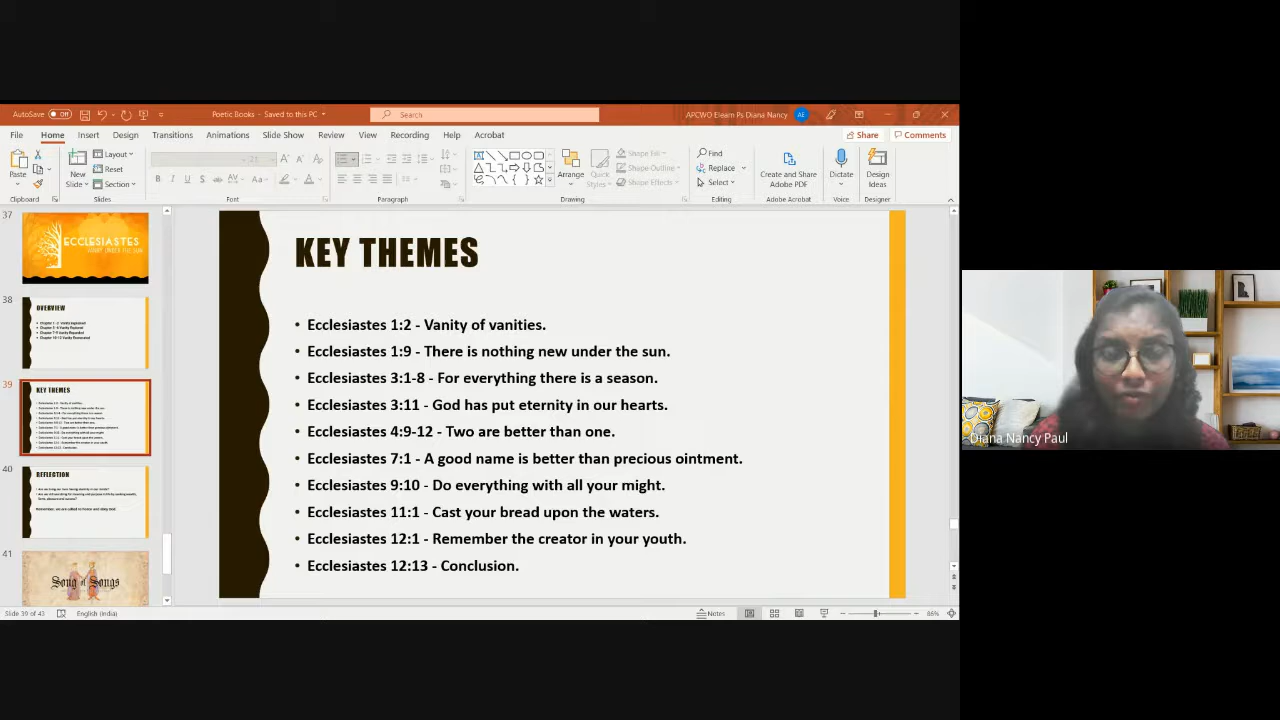 AutoSave Off
Poetic Books - Saved to this PC
Search
APCWO Elearn Ps Diana Nancy
AE
File Home Insert Design Transitions Animations Slide Show Review View Recording Help Acrobat
Share Comments
Paste
Clipboard
New
Slide
Layout
Reset
Section
Slides
Font
Paragraph
Arrange
Quick
Styles
Shape Fill
Shape Outline
Shape Effects
Drawing
Find
Replace
Select
Editing
Create and Share
Adobe PDF
Adobe Acrobat
Dictate
Voice
Design
Ideas
Designer
37
ECCLESIASTES
38
OVERVIEW
39
KEY THEMES
40
REFLECTION
41
Song of Songs
KEY THEMES
• Ecclesiastes 1:2 - Vanity of vanities.
• Ecclesiastes 1:9 - There is nothing new under the sun.
• Ecclesiastes 3:1-8 - For everything there is a season.
• Ecclesiastes 3:11 - God has put eternity in our hearts.
• Ecclesiastes 4:9-12 - Two are better than one.
• Ecclesiastes 7:1 - A good name is better than precious ointment.
• Ecclesiastes 9:10 - Do everything with all your might.
• Ecclesiastes 11:1 - Cast your bread upon the waters.
• Ecclesiastes 12:1 - Remember the creator in your youth.
• Ecclesiastes 12:13 - Conclusion.
Diana Nancy Paul
Slide 39 of 43
English (India)
Notes
86%